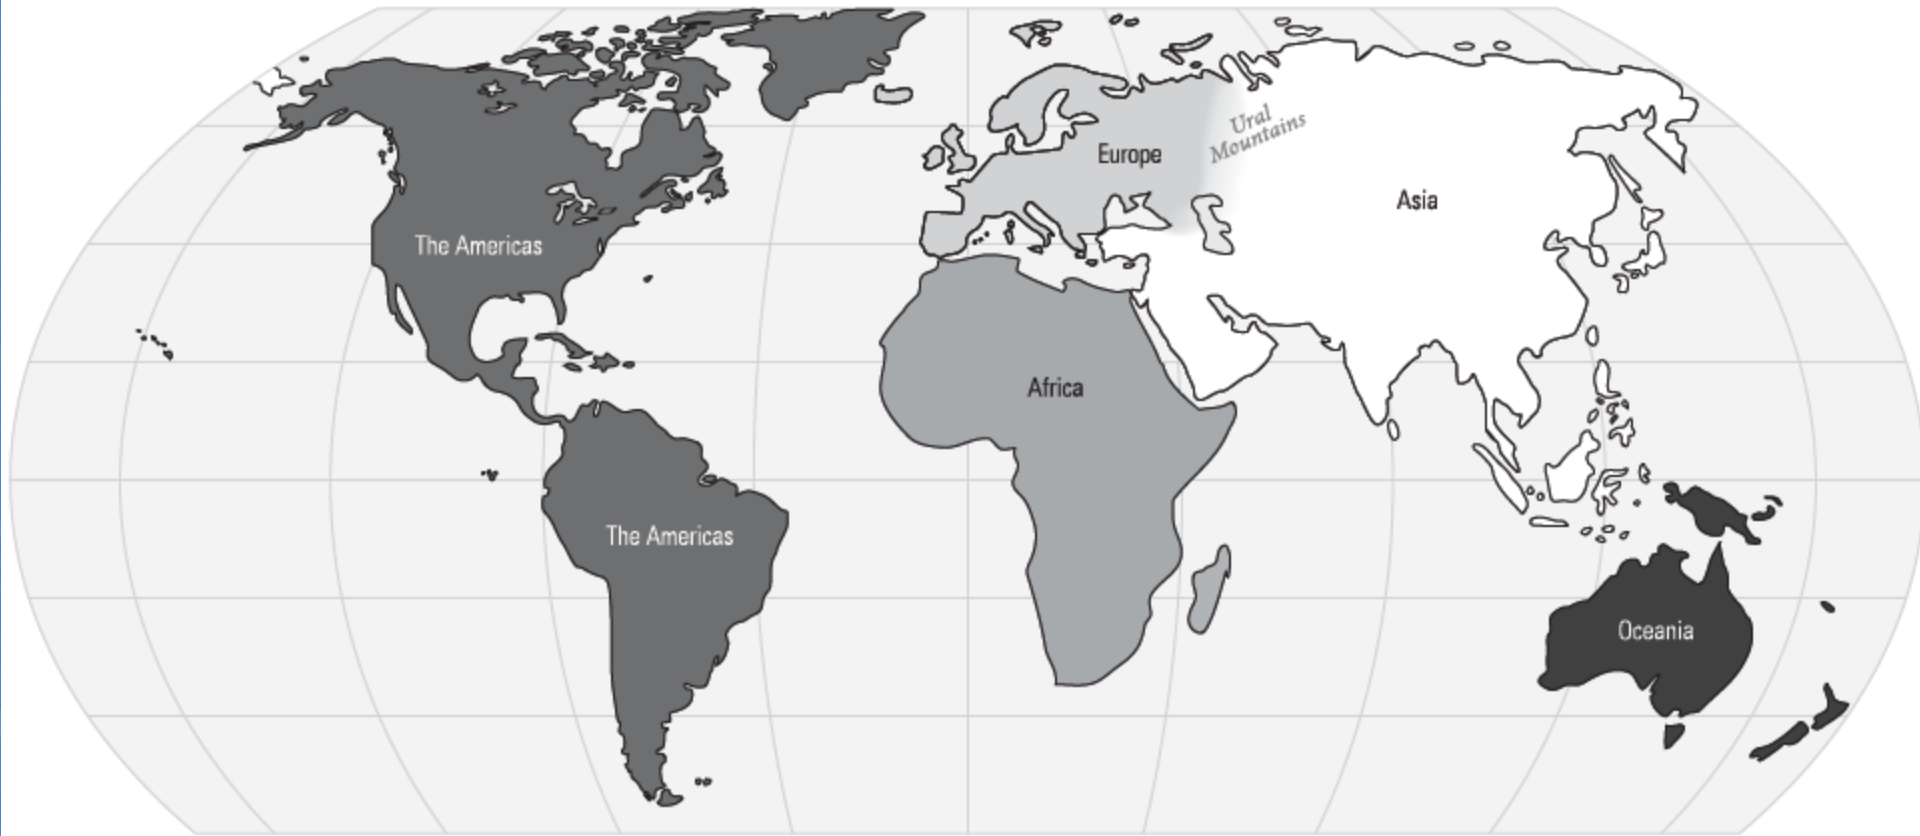 Ural
Mountains
Europe
Asia
The Americas
Africa
The Americas
Oceania